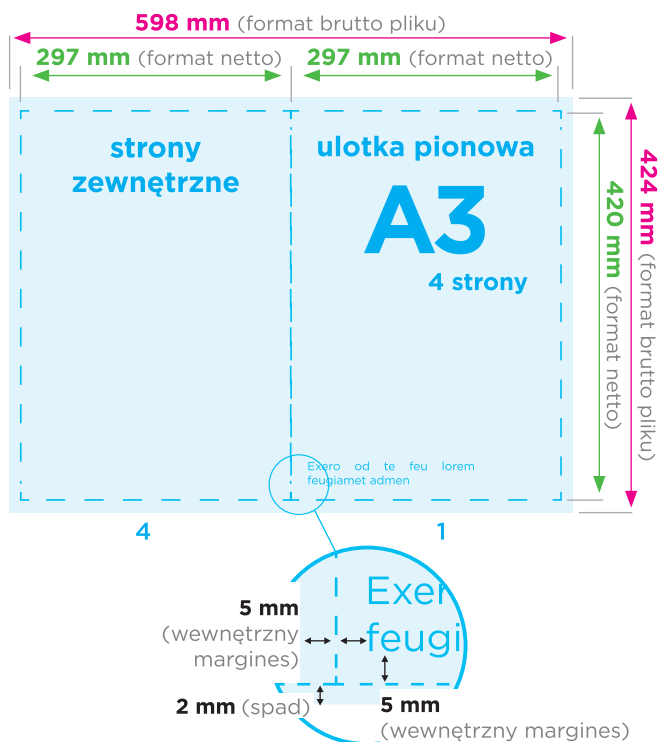 598 mm (format brutto pliku)
297 mm (format netto)
297 mm (format netto)
strony
zewnętrzne
ulotka pionowa
A3
4 strony
420 mm (format netto)
424 mm (format brutto pliku)
Exero od te feu lorem
feugiamet admen
4
1
Exer
feugi
5 mm
(wewnętrzny
margines)
2 mm (spad)
5 mm
(wewnętrzny margines)